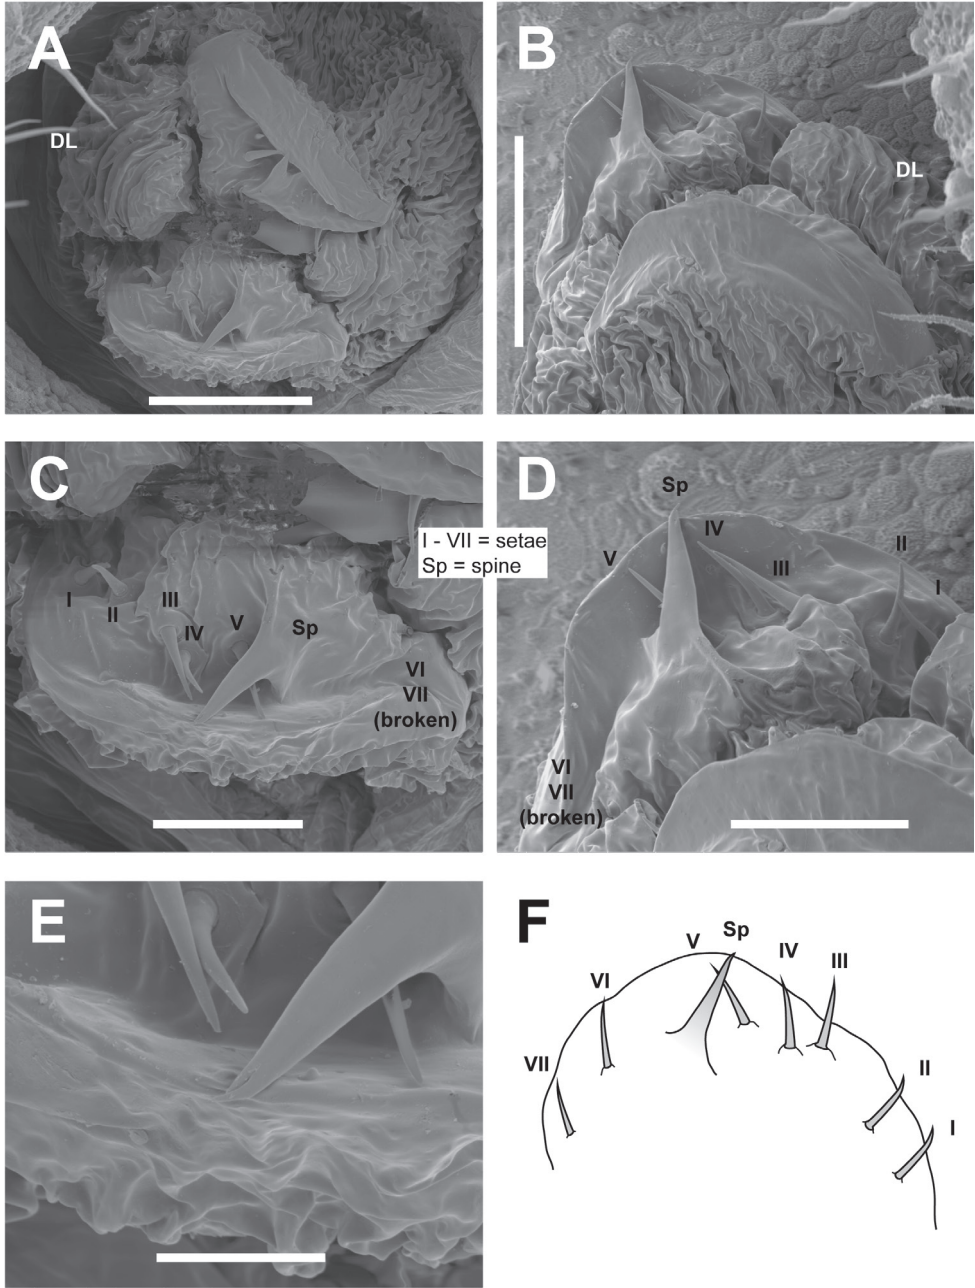 A
DL
B
DL
C
I
II
III
IV
V
Sp
VI
VII
(broken)
I - VII = setae
Sp = spine
D
Sp
IV
V
III
II
I
VI
VII
(broken)
E
F
V
Sp
IV
III
VI
VII
II
I